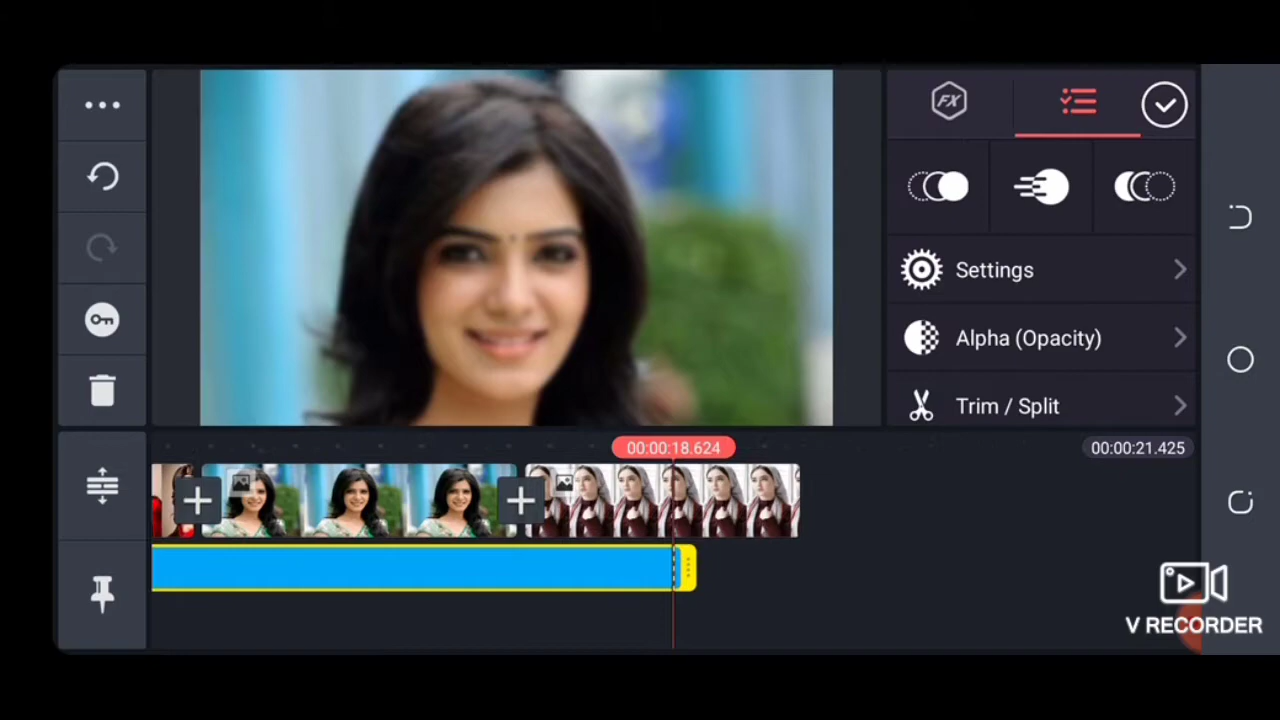 FX
Settings
Alpha (Opacity)
Trim / Split
00:00:18.624
00:00:21.425
V RECORDER